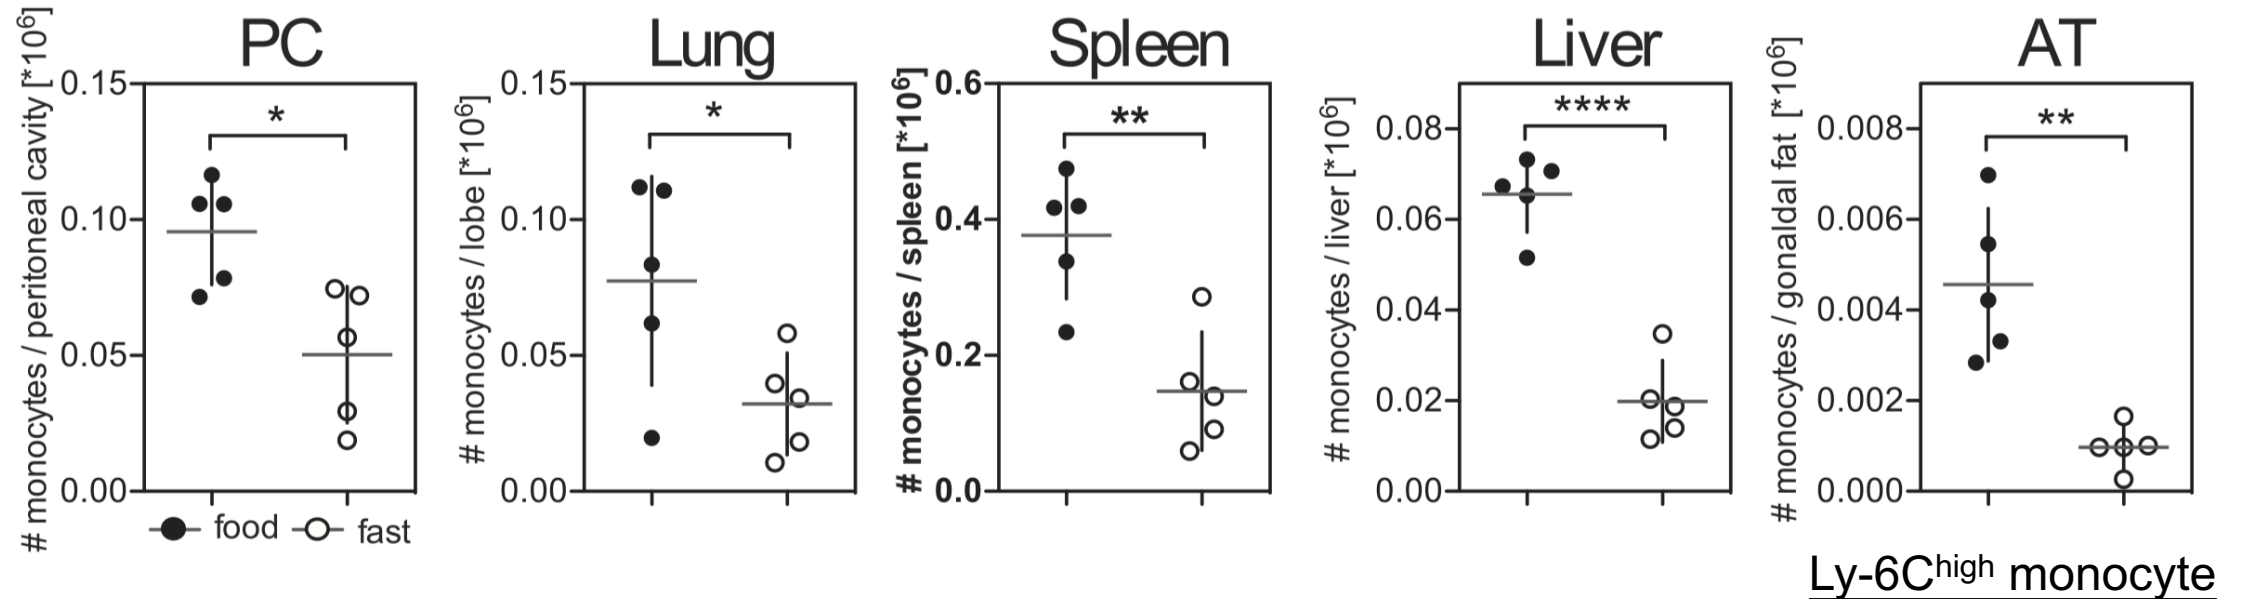 PC
# monocytes / peritoneal cavity [*10⁶]
0.15
0.10
0.05
0.00
*
food fast
Lung
# monocytes / lobe [*10⁶]
0.15
0.10
0.05
0.00
*
Spleen
# monocytes / spleen [*10⁶]
0.6
0.4
0.2
0.0
**
Liver
# monocytes / liver [*10⁶]
0.08
0.06
0.04
0.02
0.00
****
AT
# monocytes / gonaldal fat [*10⁶]
0.008
0.006
0.004
0.002
0.000
**
Ly-6Cʰⁱᵍʰ monocyte